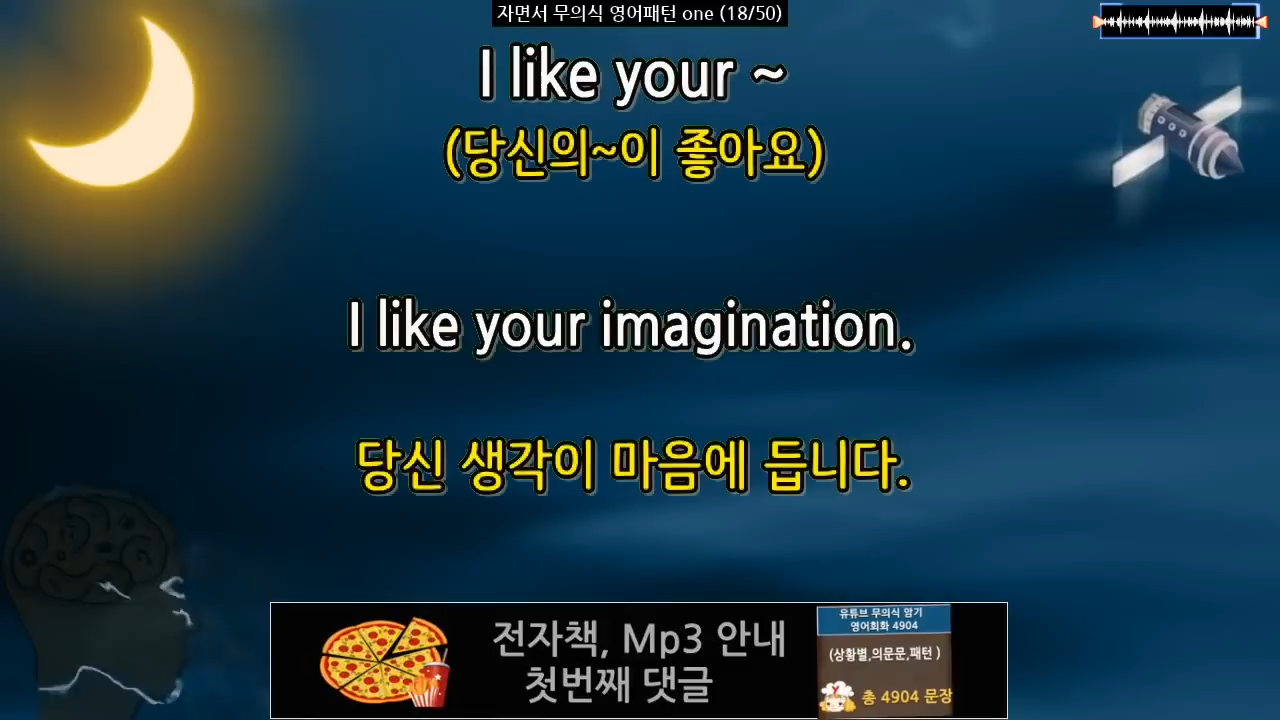 자면서 무의식 영어패턴 one (18/50)
I like your ~
(당신의~이 좋아요)
I like your imagination.
당신 생각이 마음에 듭니다.
전자책, Mp3 안내
첫번째 댓글
유튜브 무의식 암기
영어회화 4904
(상황별,의문문,패턴 )
총 4904 문장